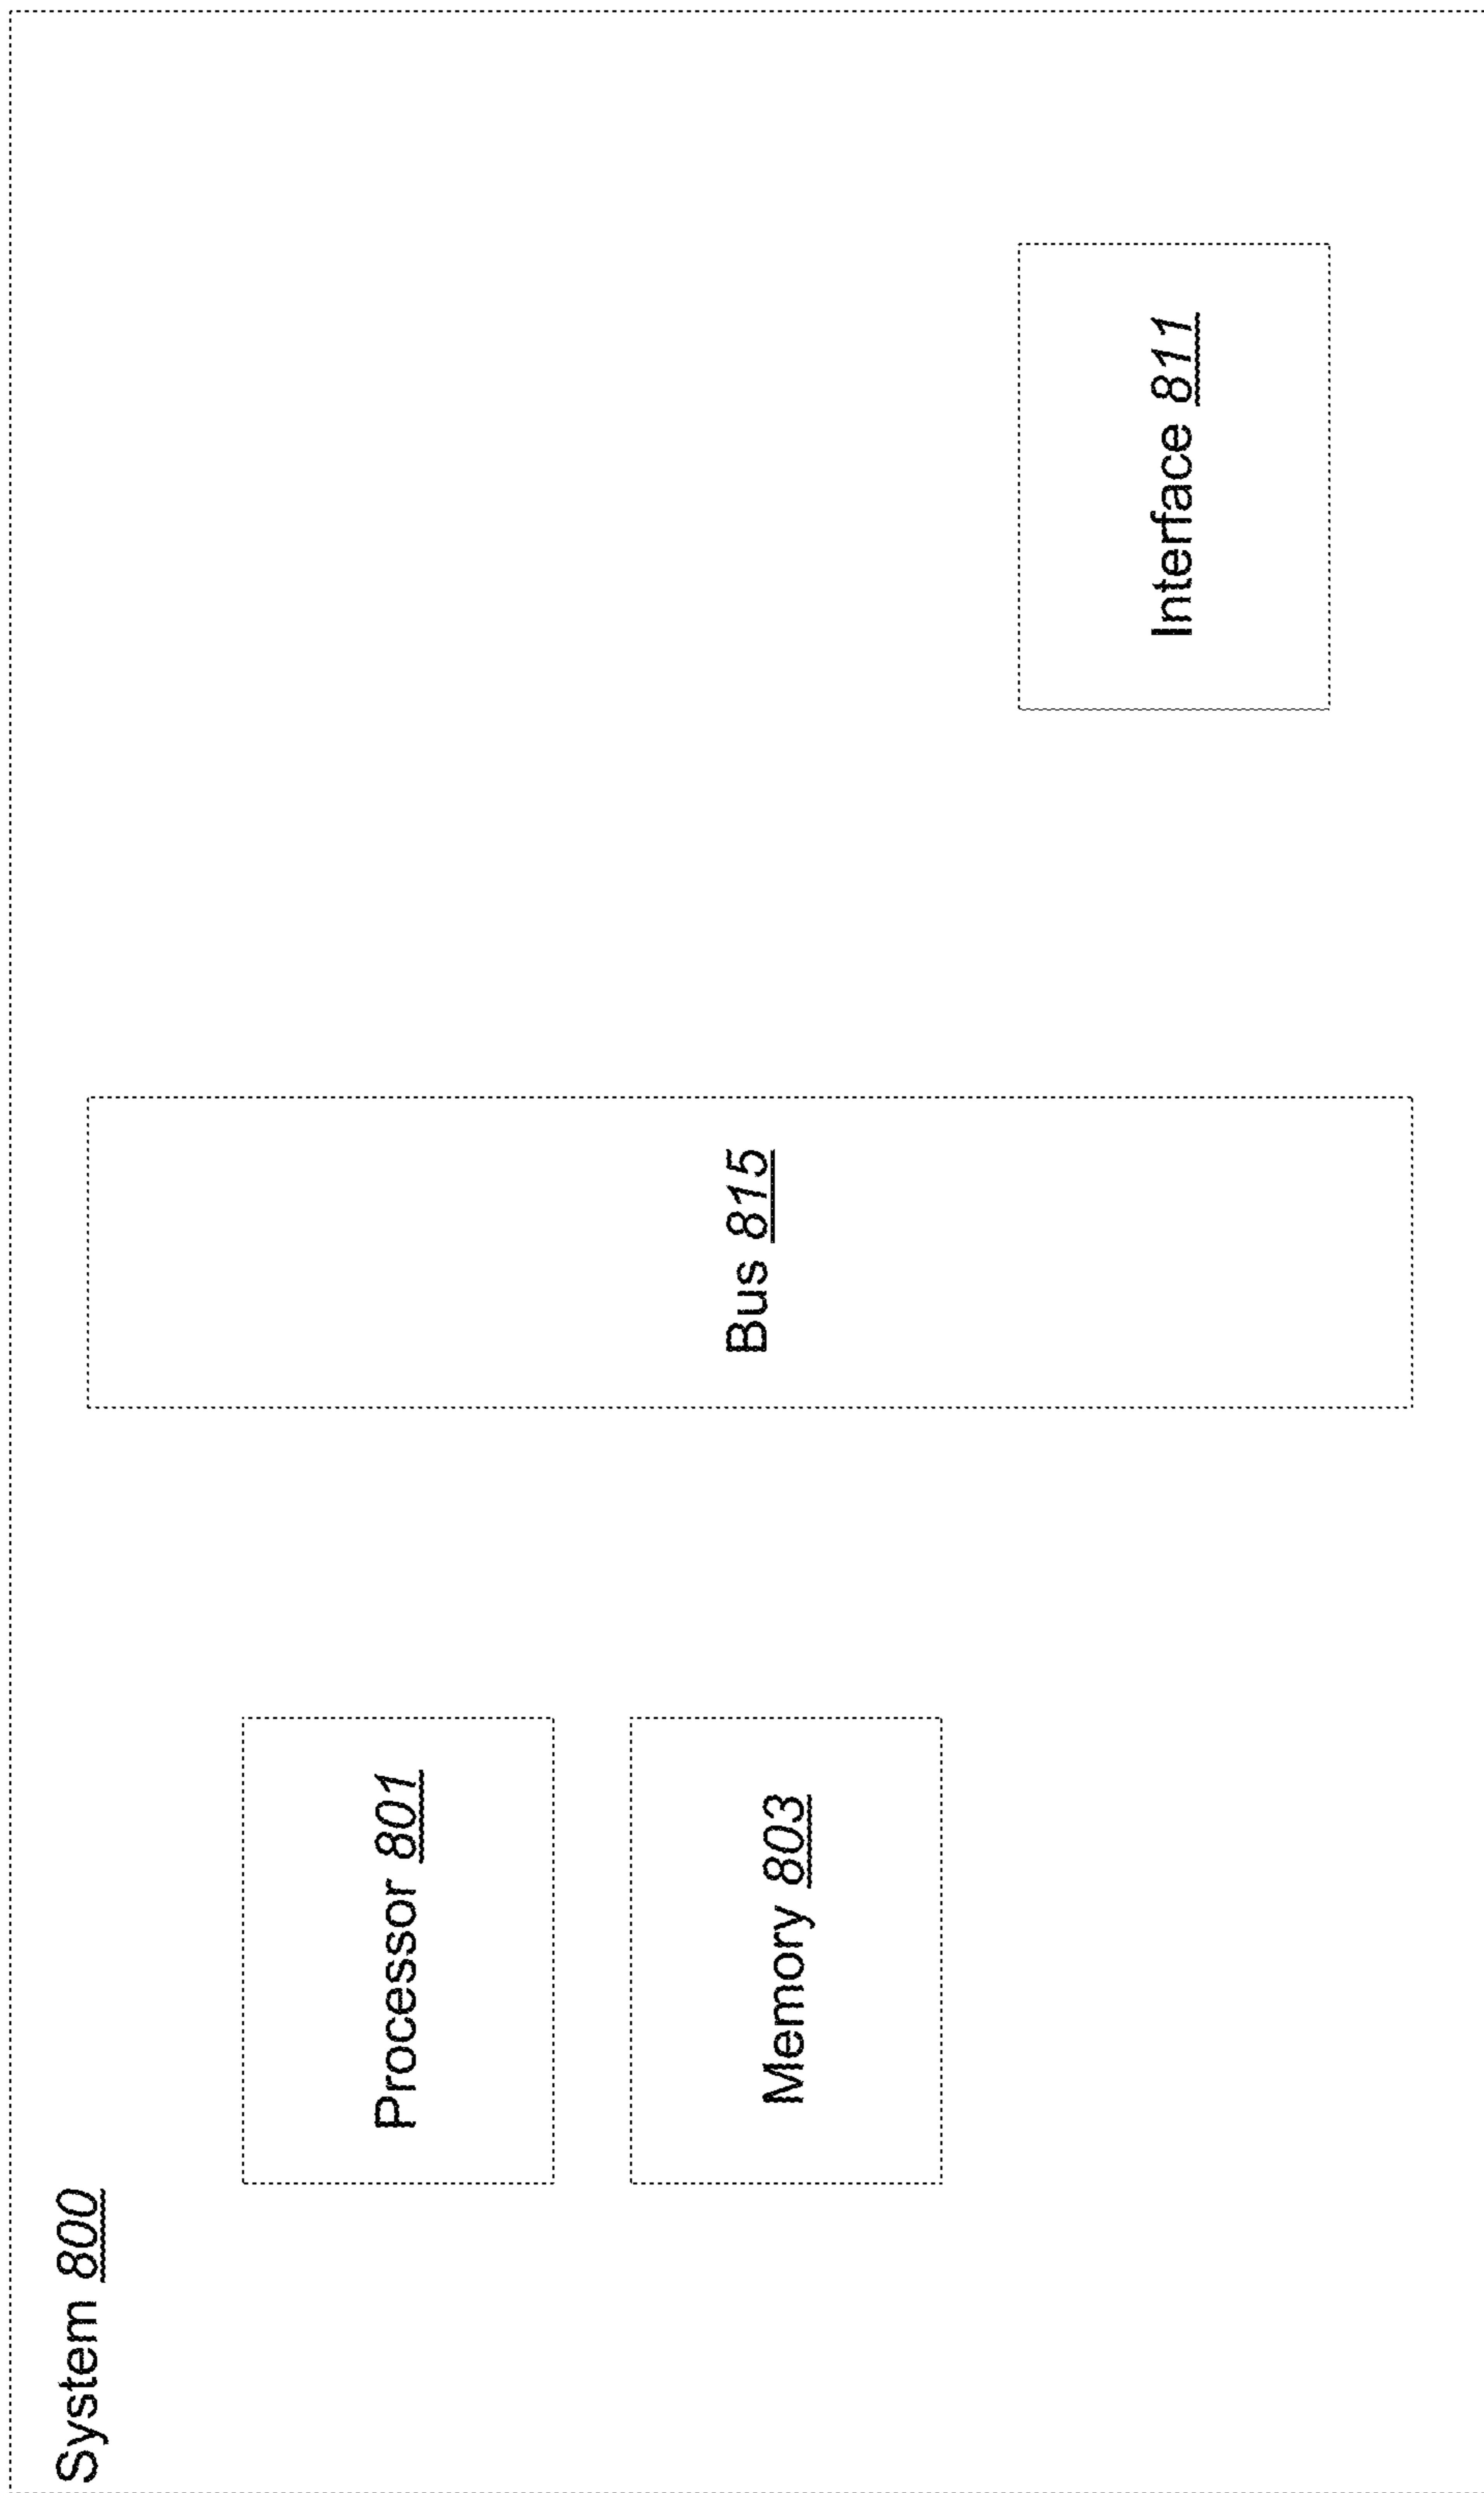 System 800
Processor 801
Memory 803
Bus 815
Interface 811